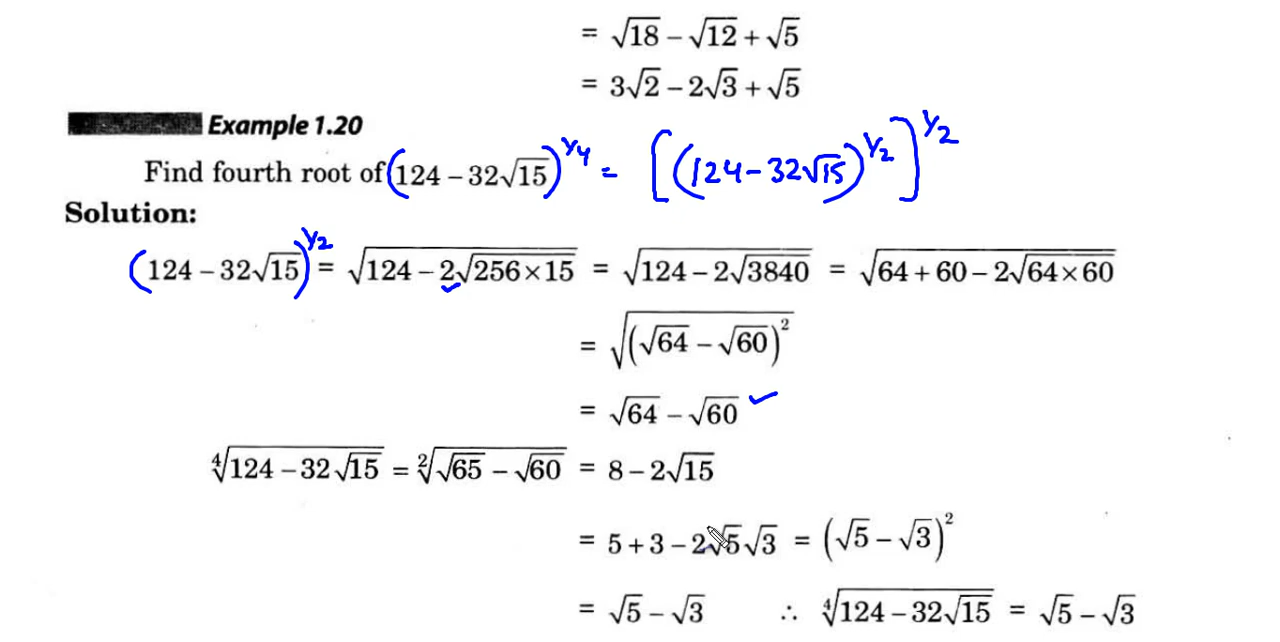 = √18 − √12 + √5
= 3√2 − 2√3 + √5
Example 1.20
Find fourth root of (124 − 32√15)^1/4 = [(124 − 32√15)^1/2]^1/2
Solution:
(124 − 32√15)^1/2 = √(124 − 2√(256 × 15)) = √(124 − 2√3840) = √(64 + 60 − 2√(64 × 60))
= √((√64 − √60)²)
= √64 − √60 ✓
∜(124 − 32√15) = ²√(√65 − √60) = 8 − 2√15
= 5 + 3 − 2√5√3 = (√5 − √3)²
= √5 − √3 ∴ ∜(124 − 32√15) = √5 − √3